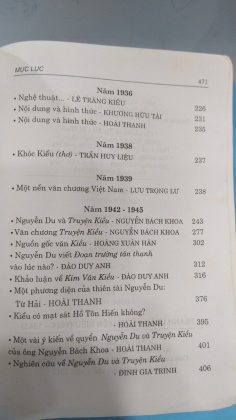 MỤC LỤC
471
Năm 1936
• Nghệ thuật... - LÊ TRÀNG KIỀU 226
• Nội dung và hình thức - KHƯƠNG HỮU TÀI 231
• Nội dung và hình thức - HOÀI THANH 235
Năm 1938
• Khóc Kiều (thơ) - TRẦN HUY LIỆU 237
Năm 1939
• Một nền văn chương Việt Nam - LƯU TRỌNG LƯ 238
Năm 1942 - 1945
• Nguyễn Du và Truyện Kiều - NGUYỄN BÁCH KHOA 243
• Văn chương Truyện Kiều - NGUYỄN BÁCH KHOA 277
• Nguồn gốc văn Kiều - HOÀNG XUÂN HÃN 302
• Nguyễn Du viết Đoạn trường tân thanh
vào lúc nào? - ĐÀO DUY ANH 312
• Khảo luận về Kim Vân Kiều - ĐÀO DUY ANH 316
• Một phương diện của thiên tài Nguyễn Du:
Từ Hải - HOÀI THANH 376
• Kiều có mắt sờ Hồ Tôn Hiến không?
- HOÀI THANH 395
• Một vài ý kiến về quyển Nguyễn Du và Truyện Kiều
của ông Nguyễn Bách Khoa - HOÀI THANH 401
• Nghiên cứu về Nguyễn Du và Truyện Kiều
- ĐINH GIA TRINH 406